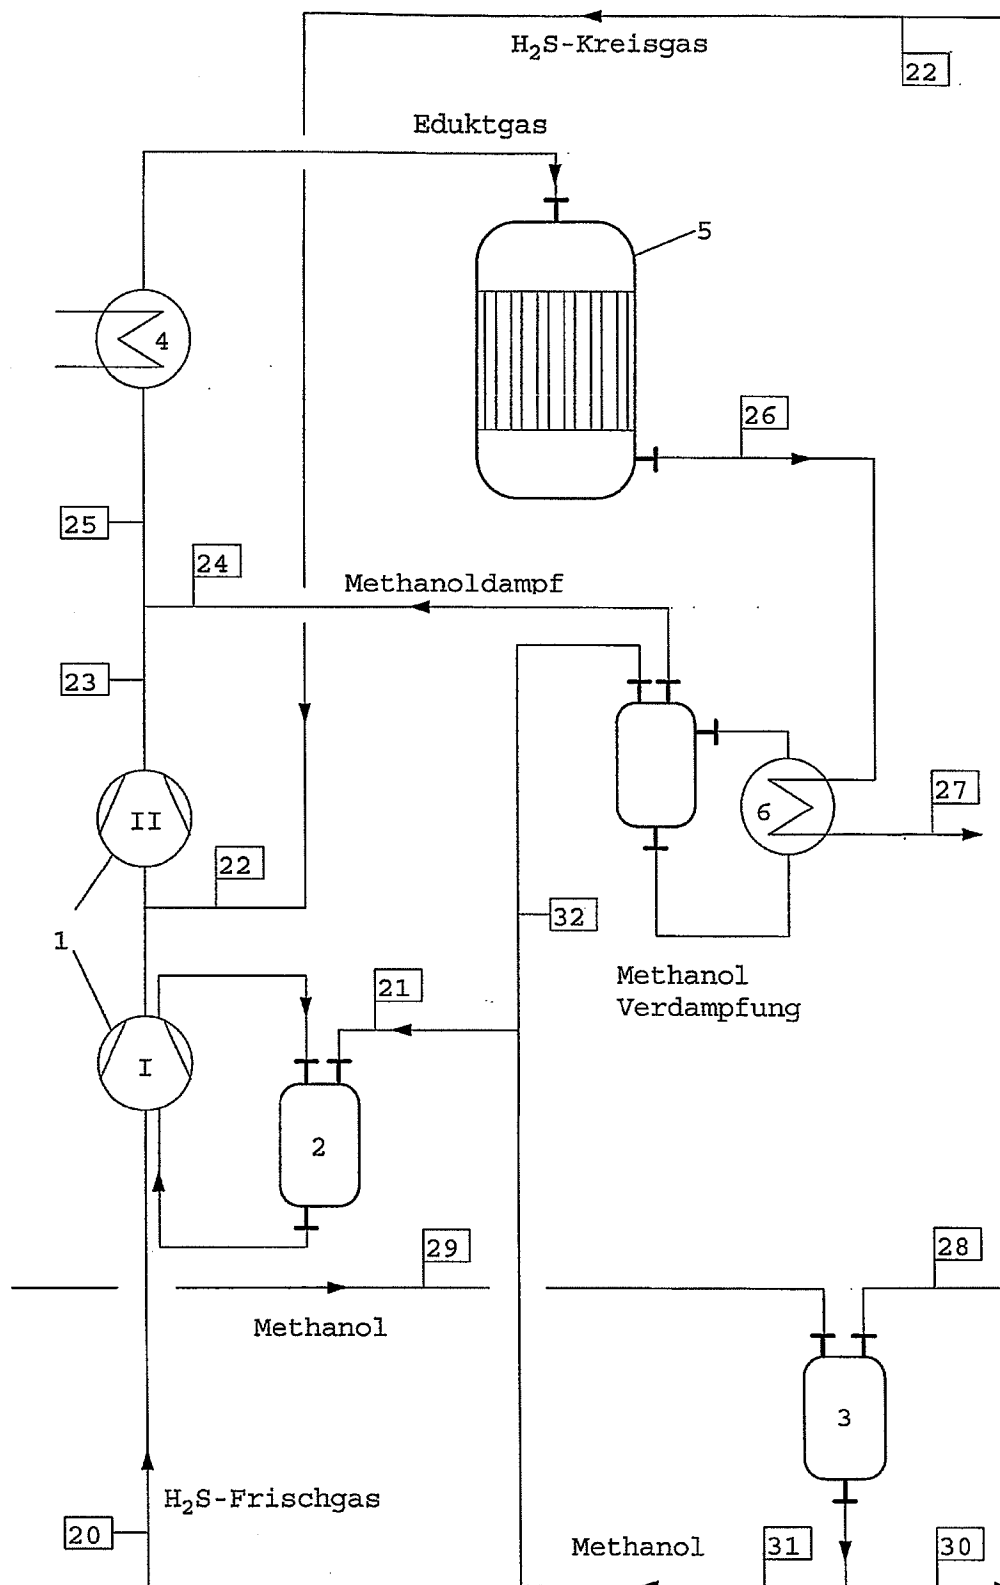 H₂S-Kreisgas
22
Eduktgas
5
4
26
25
24
Methanoldampf
23
II
6
27
22
32
1
Methanol
Verdampfung
21
I
2
29
28
Methanol
3
H₂S-Frischgas
20
Methanol
31
30